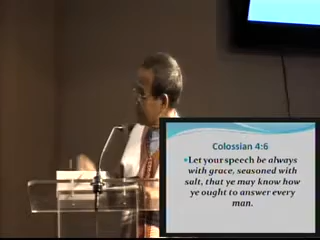 Colossian 4:6
•Let your speech be always
with grace, seasoned with
salt, that ye may know how
ye ought to answer every
man.